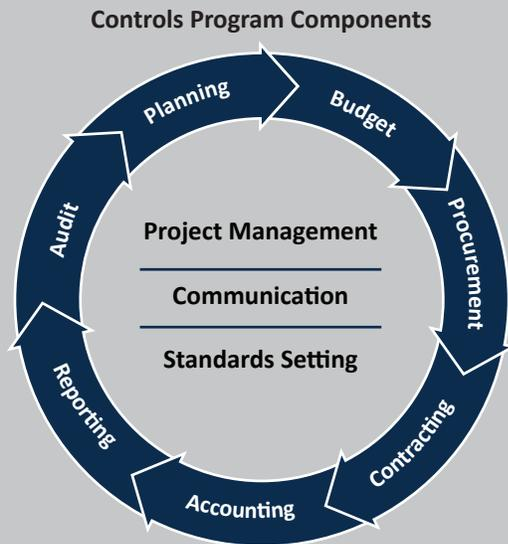 Controls Program Components
Planning
Budget
Procurement
Contracting
Accounting
Reporting
Audit
Project Management
Communication
Standards Setting